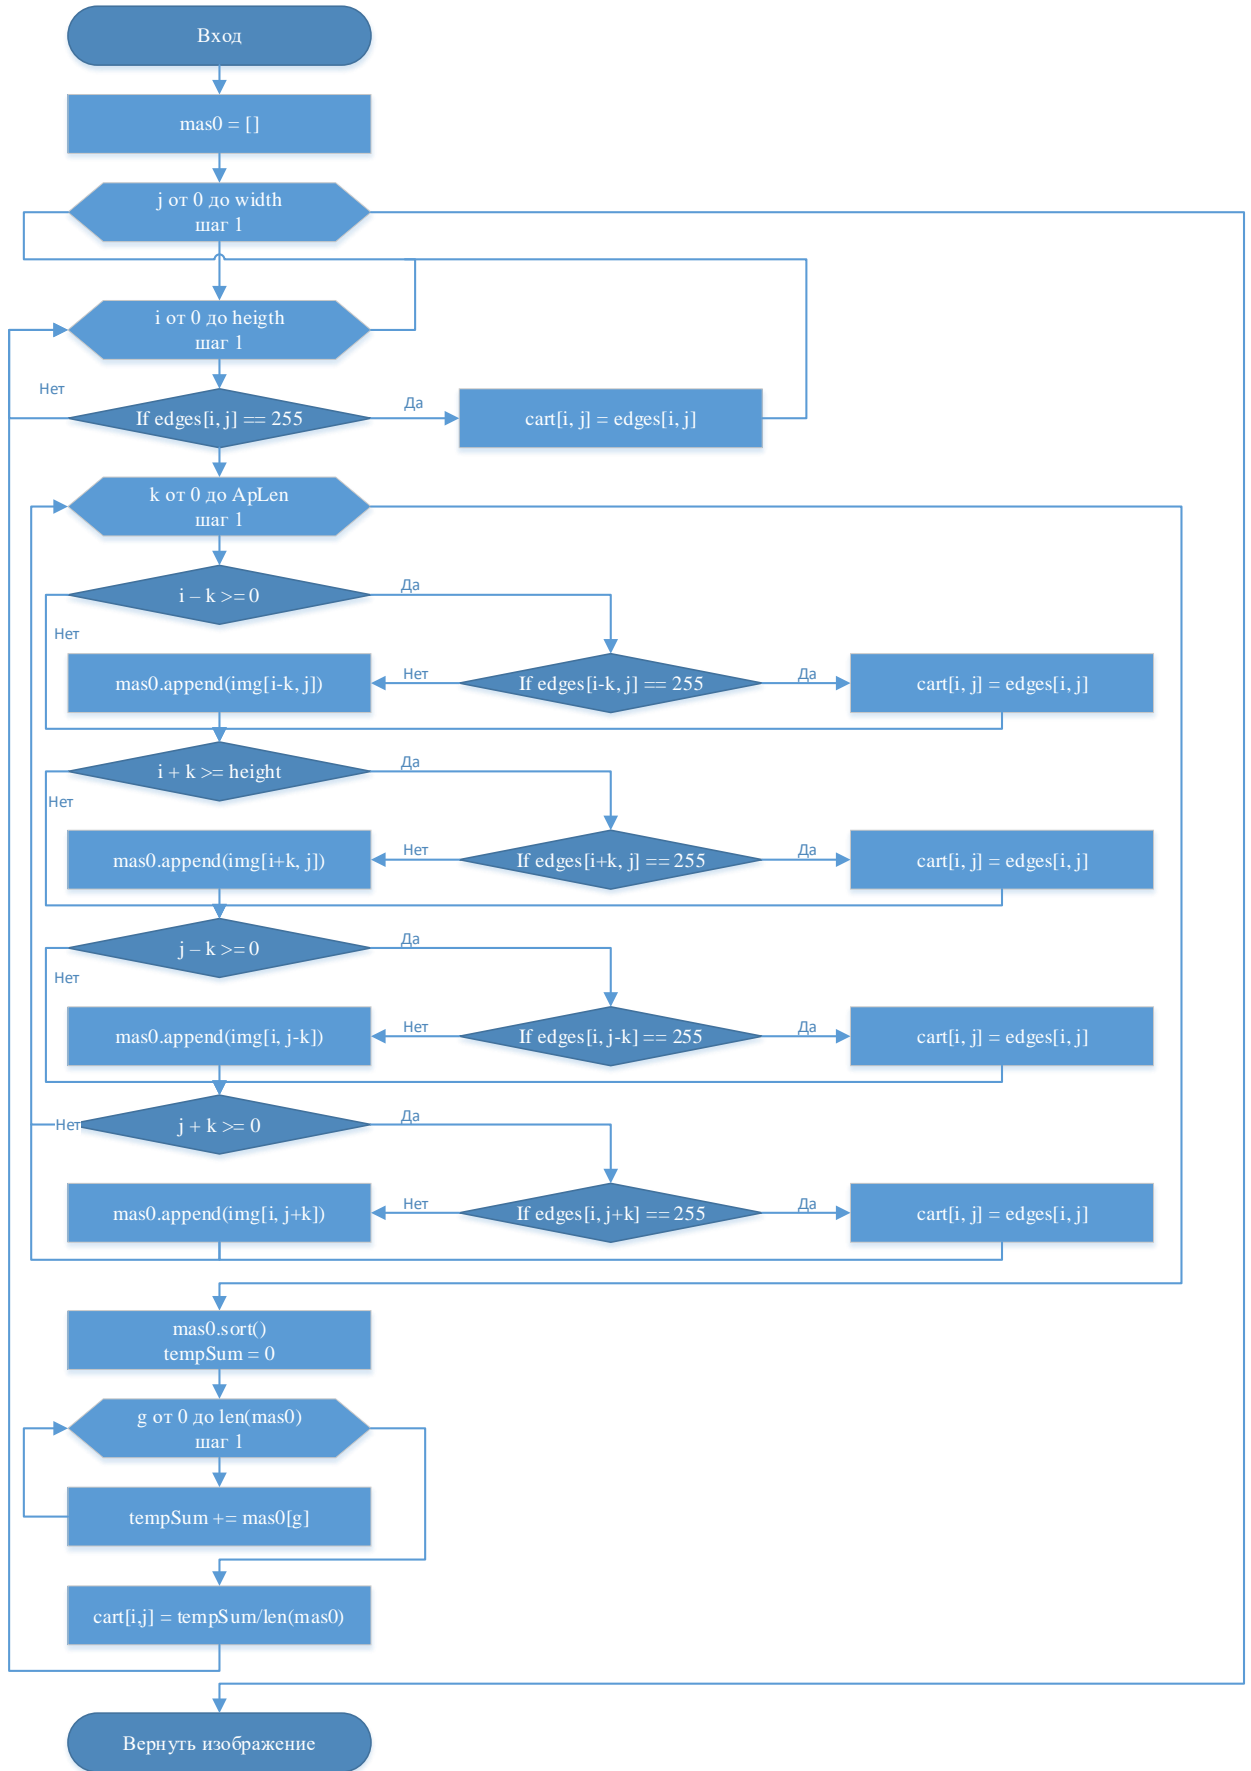 Вход
mas0 = []
j от 0 до width
шаг 1
i от 0 до heigth
шаг 1
Нет
If edges[i, j] == 255
Да
cart[i, j] = edges[i, j]
k от 0 до ApLen
шаг 1
i – k >= 0
Да
Нет
mas0.append(img[i-k, j])
Нет
If edges[i-k, j] == 255
Да
cart[i, j] = edges[i, j]
i + k >= height
Да
Нет
mas0.append(img[i+k, j])
Нет
If edges[i+k, j] == 255
Да
cart[i, j] = edges[i, j]
j – k >= 0
Да
Нет
mas0.append(img[i, j-k])
Нет
If edges[i, j-k] == 255
Да
cart[i, j] = edges[i, j]
Нет
j + k >= 0
Да
mas0.append(img[i, j+k])
Нет
If edges[i, j+k] == 255
Да
cart[i, j] = edges[i, j]
mas0.sort()
tempSum = 0
g от 0 до len(mas0)
шаг 1
tempSum += mas0[g]
cart[i,j] = tempSum/len(mas0)
Вернуть изображение